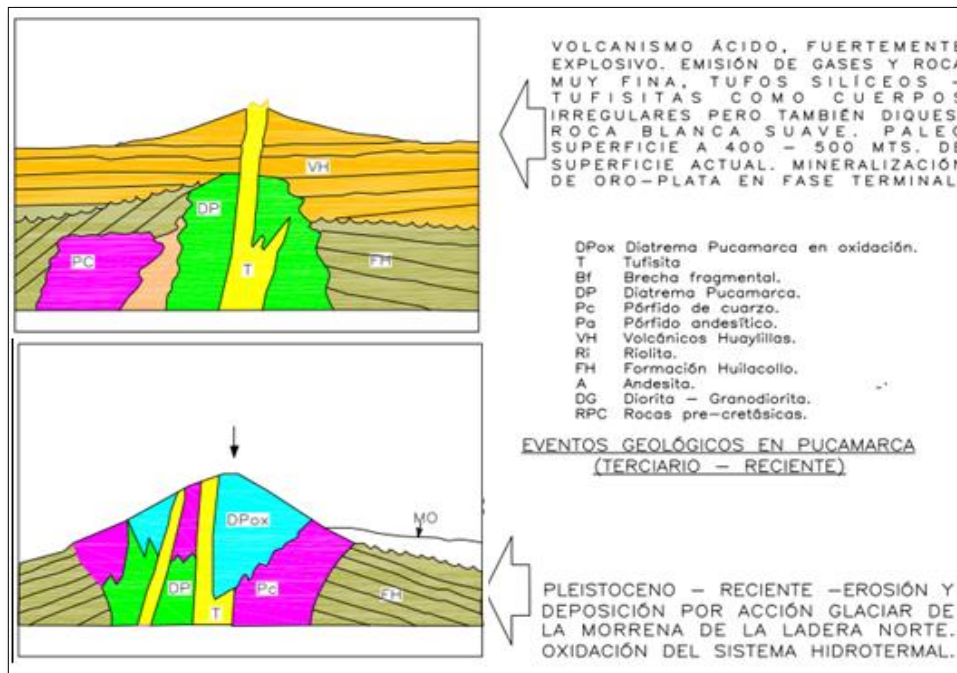 VOLCANISMO ÁCIDO, FUERTEMENTE
EXPLOSIVO. EMISIÓN DE GASES Y ROCA
MUY FINA, TUFOS SILÍCEOS –
TUFISITAS COMO CUERPOS
IRREGULARES PERO TAMBIÉN DIQUES
ROCA BLANCA SUAVE. PALEO
SUPERFICIE A 400 – 500 MTS. DE
SUPERFICIE ACTUAL. MINERALIZACIÓN
DE ORO–PLATA EN FASE TERMINAL
VH
DP
PC
T
FH
DPox Diatrema Pucamarca en oxidación.
T Tufisita
Bf Brecha fragmental.
DP Diatrema Pucamarca.
Pc Pórfido de cuarzo.
Pa Pórfido andesítico.
VH Volcánicos Huaylillas.
Ri Riolita.
FH Formación Huilacollo.
A Andesita.
DG Diorita – Granodiorita.
RPC Rocas pre–cretásicas.
EVENTOS GEOLÓGICOS EN PUCAMARCA
(TERCIARIO – RECIENTE)
DPox
MO
DP
Pc
FH
T
PLEISTOCENO – RECIENTE –EROSIÓN Y
DEPOSICIÓN POR ACCIÓN GLACIAR DE
LA MORRENA DE LA LADERA NORTE.
OXIDACIÓN DEL SISTEMA HIDROTERMAL.